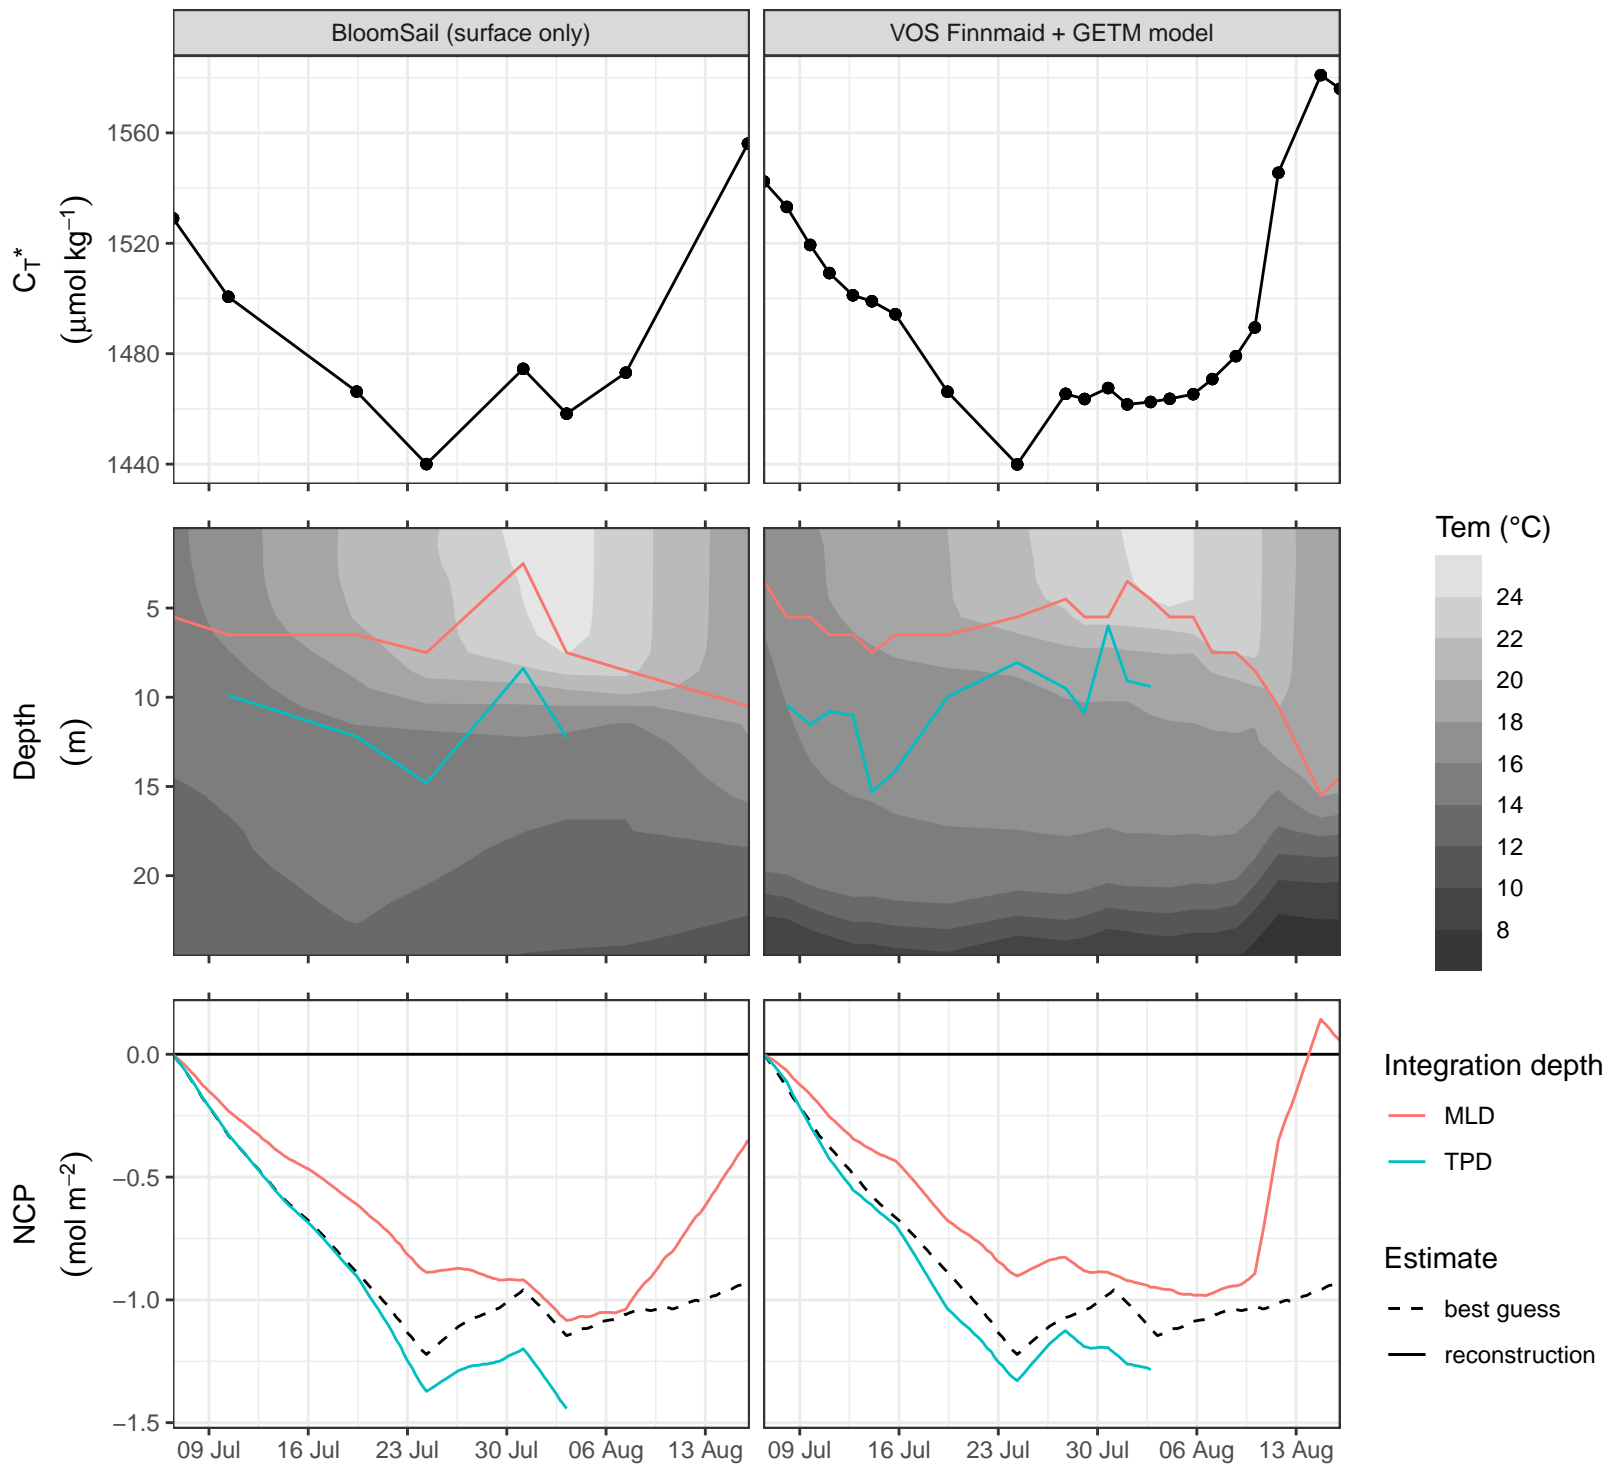 BloomSail (surface only)
VOS Finnmaid + GETM model
1560
1520
1480
1440
C_T*
(µmol kg⁻¹)
5
10
15
20
Depth
(m)
Tem (°C)
24
22
20
18
16
14
12
10
8
0.0
−0.5
−1.0
−1.5
NCP
(mol m⁻²)
09 Jul 16 Jul 23 Jul 30 Jul 06 Aug 13 Aug
09 Jul 16 Jul 23 Jul 30 Jul 06 Aug 13 Aug
Integration depth
MLD
TPD
Estimate
best guess
reconstruction